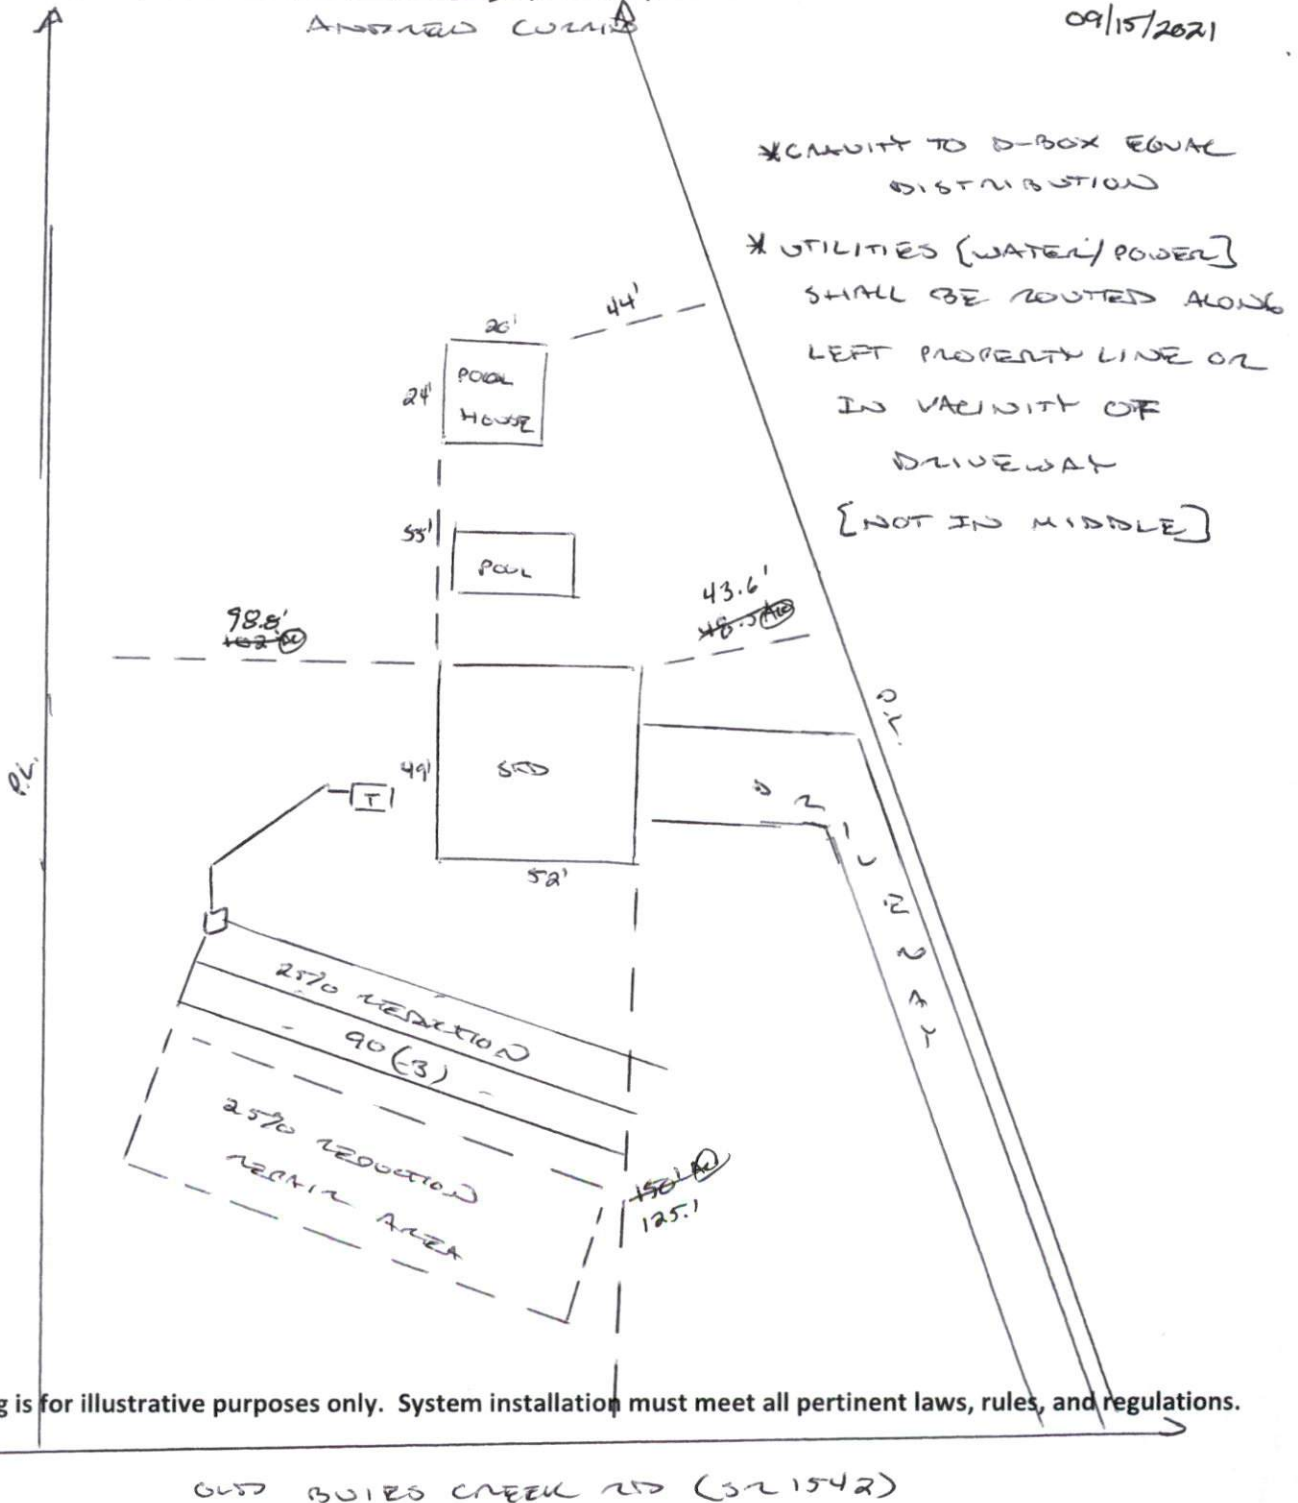 ANDREW CURRIN
09/15/2021
*GRAVITY TO D-BOX EQUAL
DISTRIBUTION
* UTILITIES [WATER/POWER]
SHALL BE ROUTED ALONG
LEFT PROPERTY LINE OR
IN VACINITY OF
DRIVEWAY
[NOT IN MIDDLE]
44'
20'
24'
POOL
HOUSE
55'
POOL
98.8'
43.6'
P.L.
P.L.
49'
SFD
T
52'
DRIVEWAY
25% REDUCTION
90 (3)
25% REDUCTION
REPAIR AREA
150'
125.1
g is for illustrative purposes only. System installation must meet all pertinent laws, rules, and regulations.
OLD BUIES CREEK RD (SR 1542)